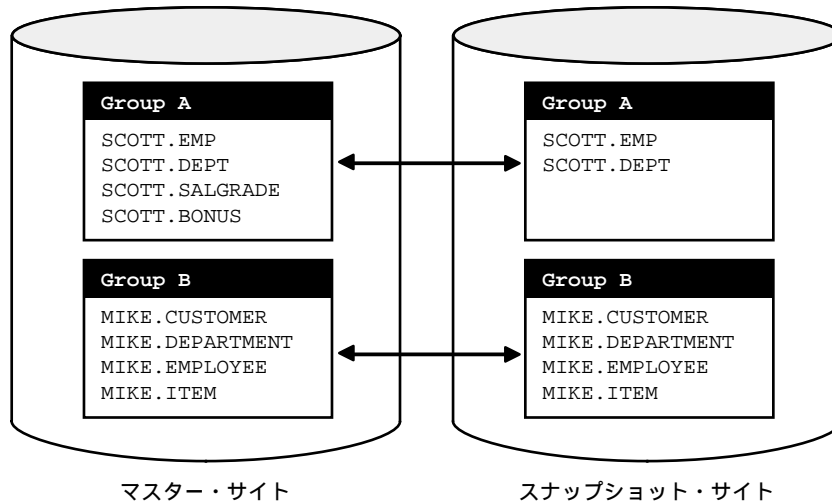 Group A
SCOTT.EMP
SCOTT.DEPT
SCOTT.SALGRADE
SCOTT.BONUS
Group B
MIKE.CUSTOMER
MIKE.DEPARTMENT
MIKE.EMPLOYEE
MIKE.ITEM
マスター・サイト
Group A
SCOTT.EMP
SCOTT.DEPT
Group B
MIKE.CUSTOMER
MIKE.DEPARTMENT
MIKE.EMPLOYEE
MIKE.ITEM
スナップショット・サイト